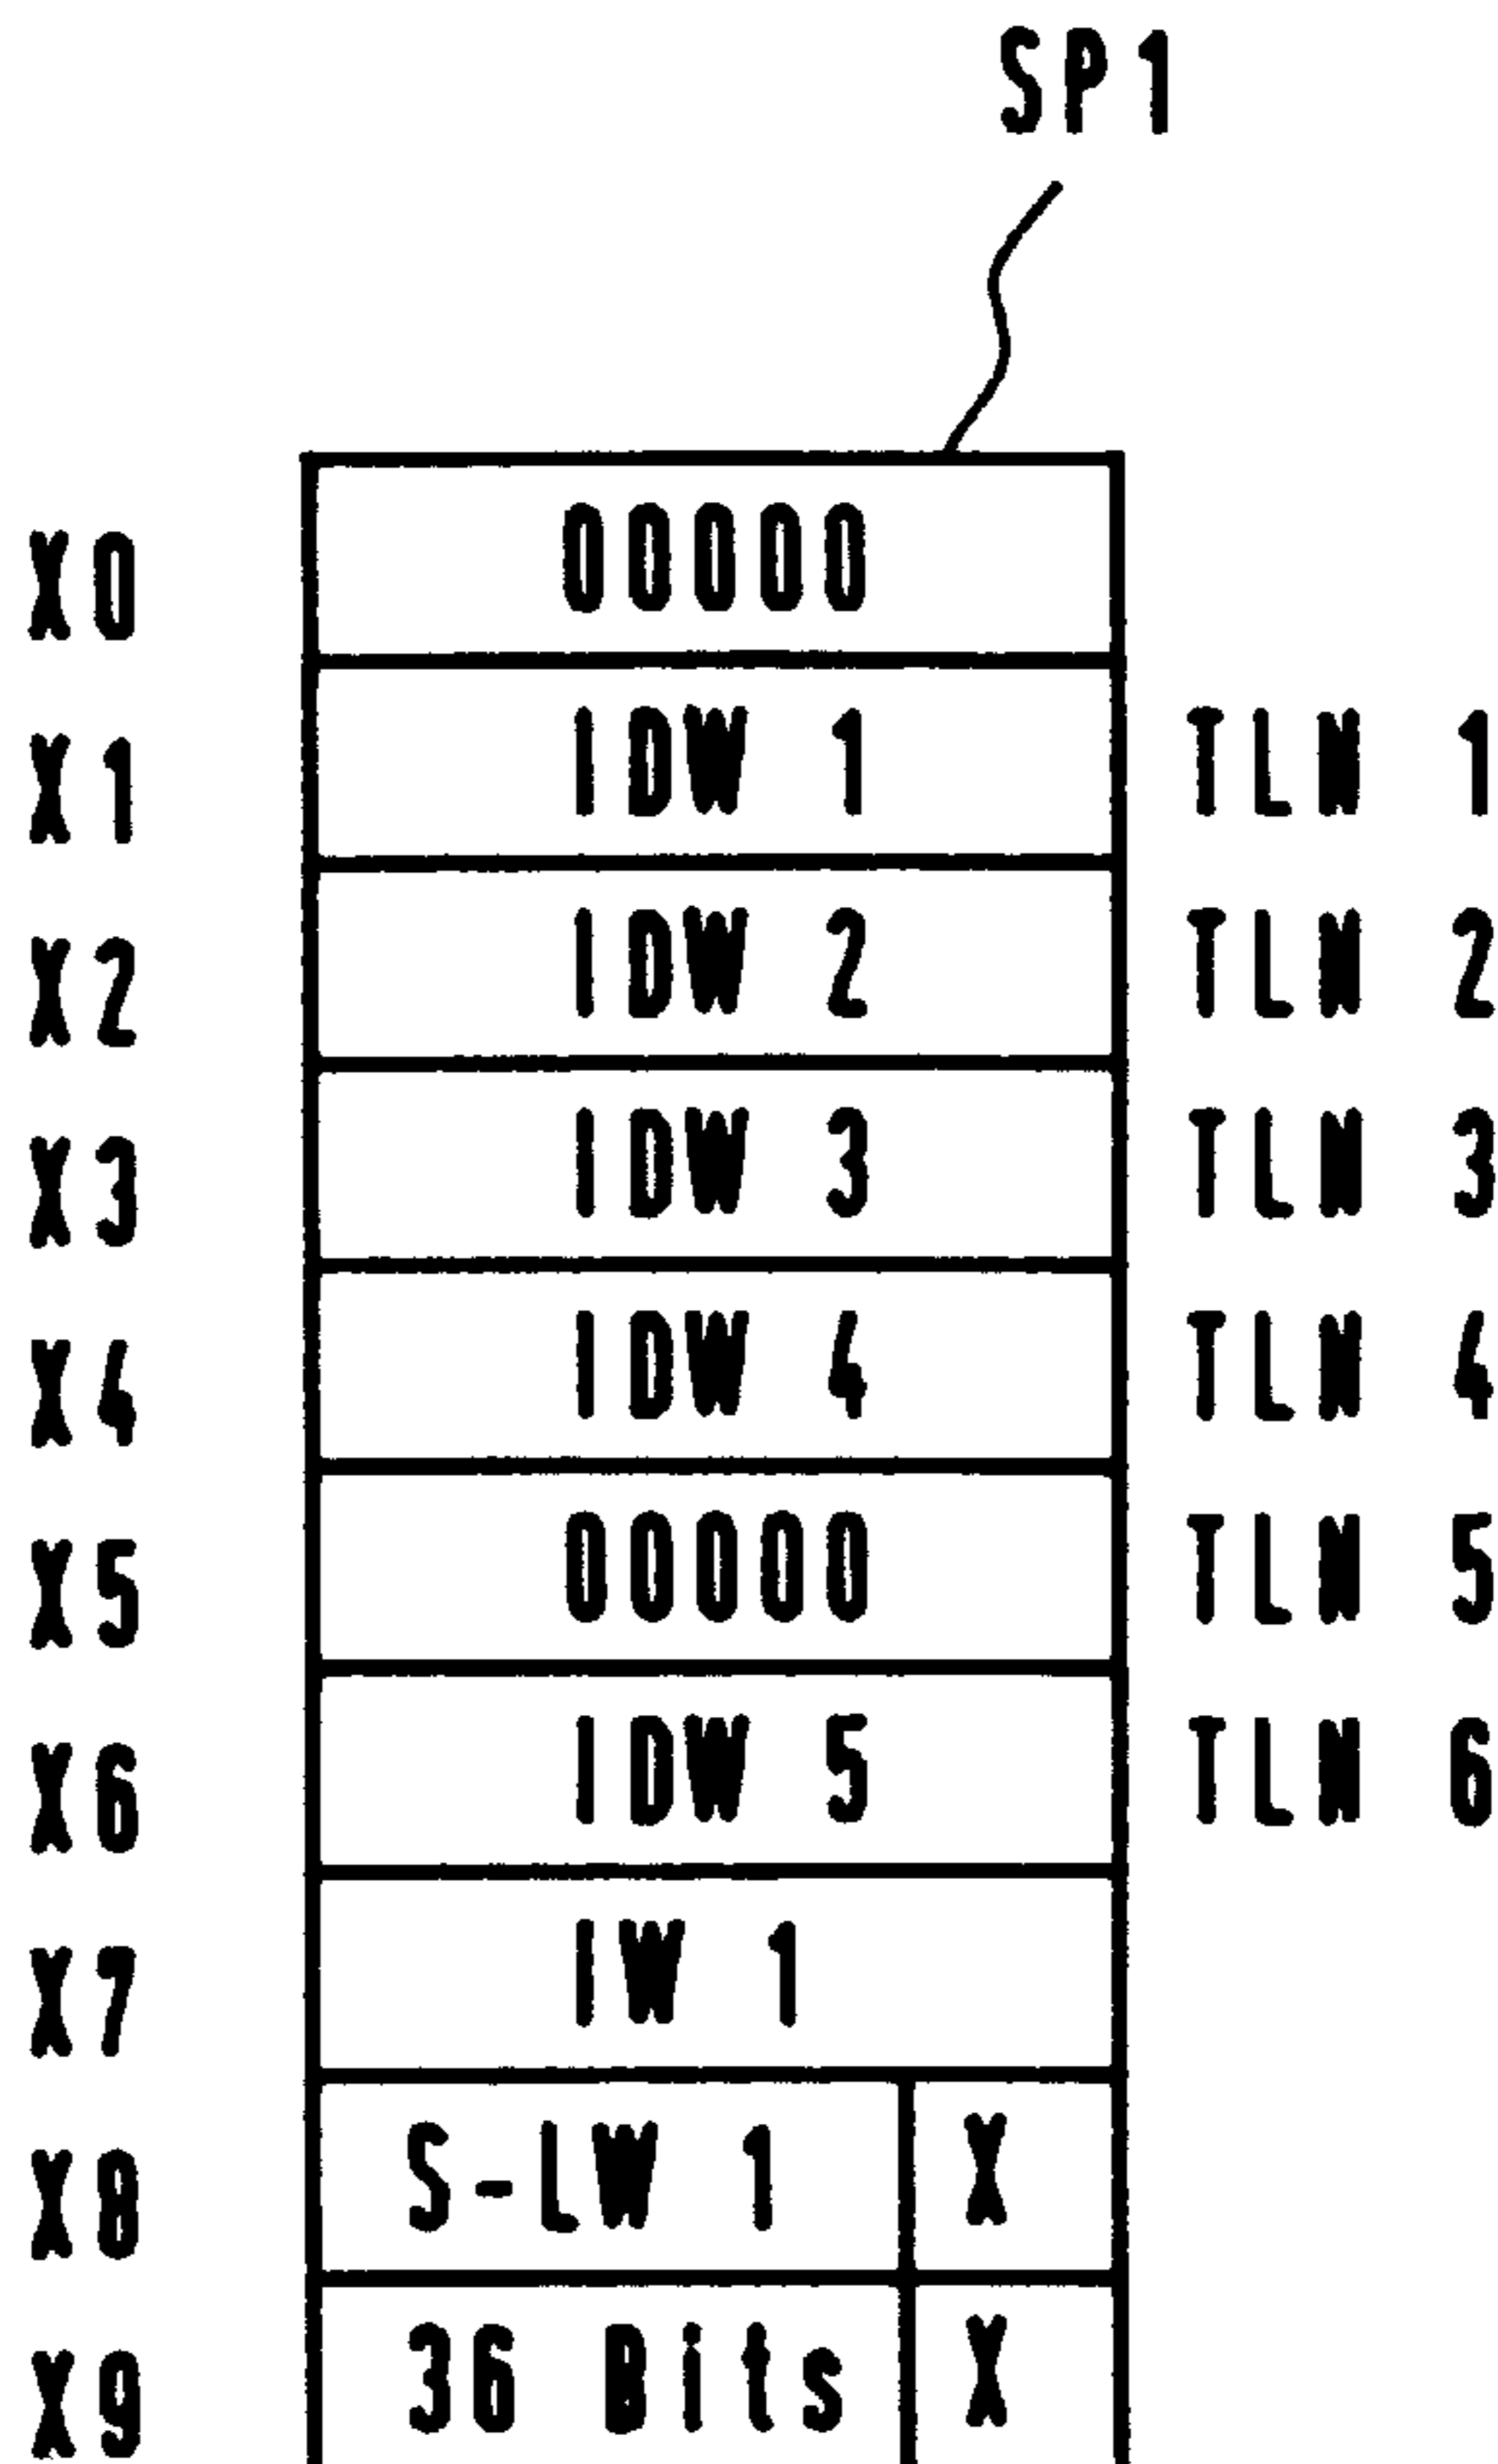 SP1
X0 00000
X1 IDW 1 TLN 1
X2 IDW 2 TLN 2
X3 IDW 3 TLN 3
X4 IDW 4 TLN 4
X5 00000 TLN 5
X6 IDW 5 TLN 6
X7 IW 1
X8 S-LW 1 X
X9 36 Bits X